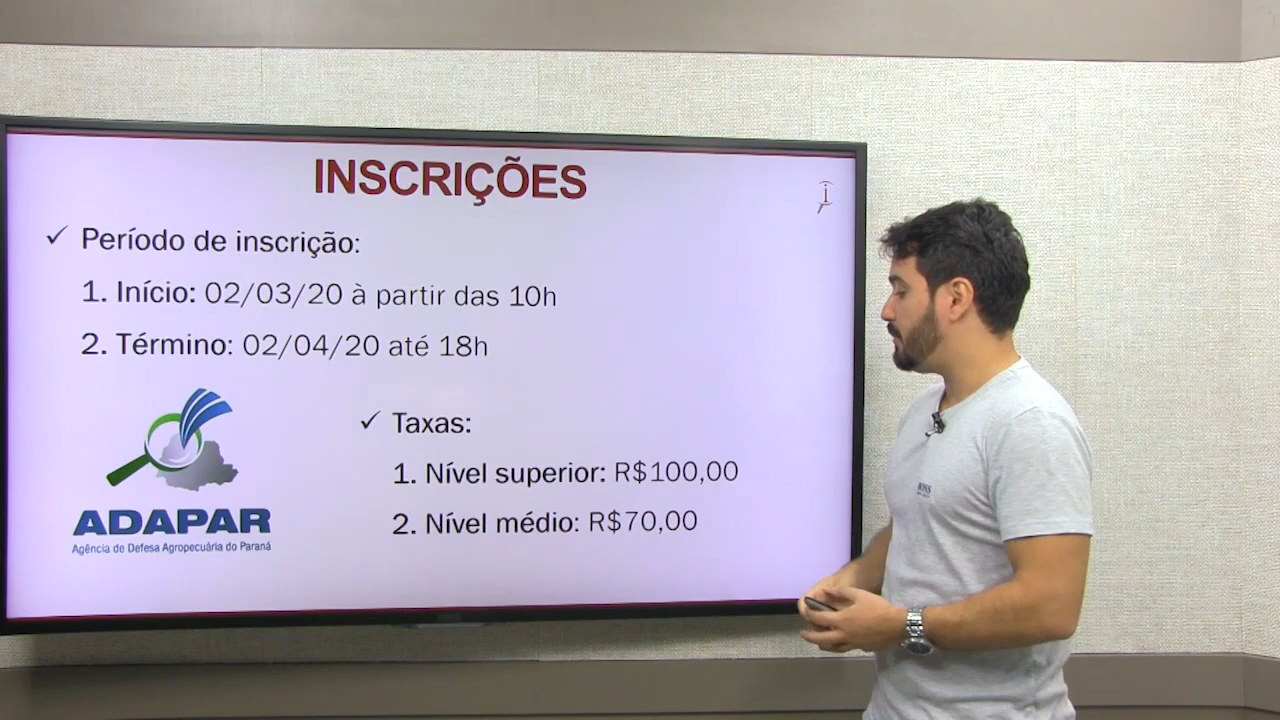 INSCRIÇÕES
✓ Período de inscrição:
1. Início: 02/03/20 à partir das 10h
2. Término: 02/04/20 até 18h
✓ Taxas:
1. Nível superior: R$100,00
2. Nível médio: R$70,00
ADAPAR
Agência de Defesa Agropecuária do Paraná
i
BOSS